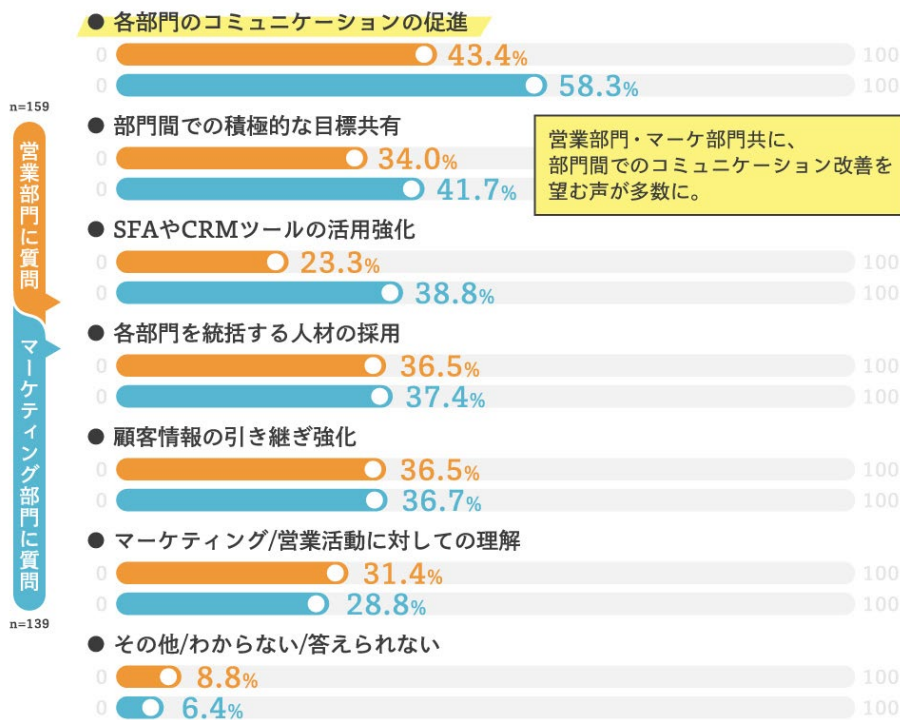 ● 各部門のコミュニケーションの促進
0 43.4% 100
0 58.3% 100
n=159
営業部門に質問
マーケティング部門に質問
n=139
● 部門間での積極的な目標共有
0 34.0%
0 41.7%
営業部門・マーケ部門共に、
部門間でのコミュニケーション改善を
望む声が多数に。
● SFAやCRMツールの活用強化
0 23.3% 100
0 38.8% 100
● 各部門を統括する人材の採用
0 36.5% 100
0 37.4% 100
● 顧客情報の引き継ぎ強化
0 36.5% 100
0 36.7% 100
● マーケティング/営業活動に対しての理解
0 31.4% 100
0 28.8% 100
● その他/わからない/答えられない
0 8.8% 100
0 6.4% 100